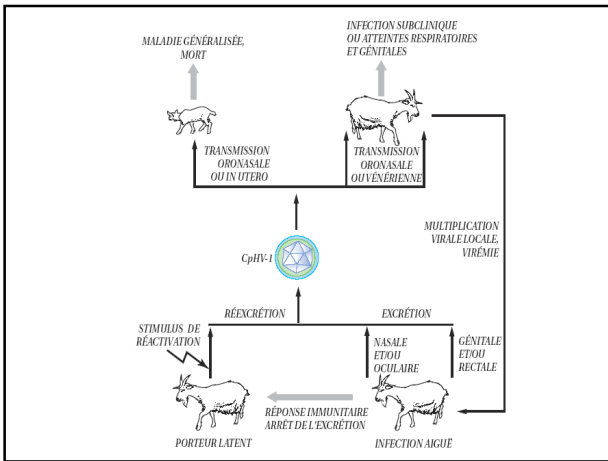 MALADIE GÉNÉRALISÉE,
MORT
INFECTION SUBCLINIQUE
OU ATTEINTES RESPIRATOIRES
ET GÉNITALES
TRANSMISSION
ORONASALE
OU IN UTERO
TRANSMISSION
ORONASALE
OU VÉNÉRIENNE
MULTIPLICATION
VIRALE LOCALE,
VIRÉMIE
CpHV-1
RÉEXCRÉTION
EXCRÉTION
STIMULUS DE
RÉACTIVATION
NASALE
ET/OU
OCULAIRE
GÉNITALE
ET/OU
RECTALE
RÉPONSE IMMUNITAIRE
ARRÊT DE L'EXCRÉTION
PORTEUR LATENT
INFECTION AIGUË